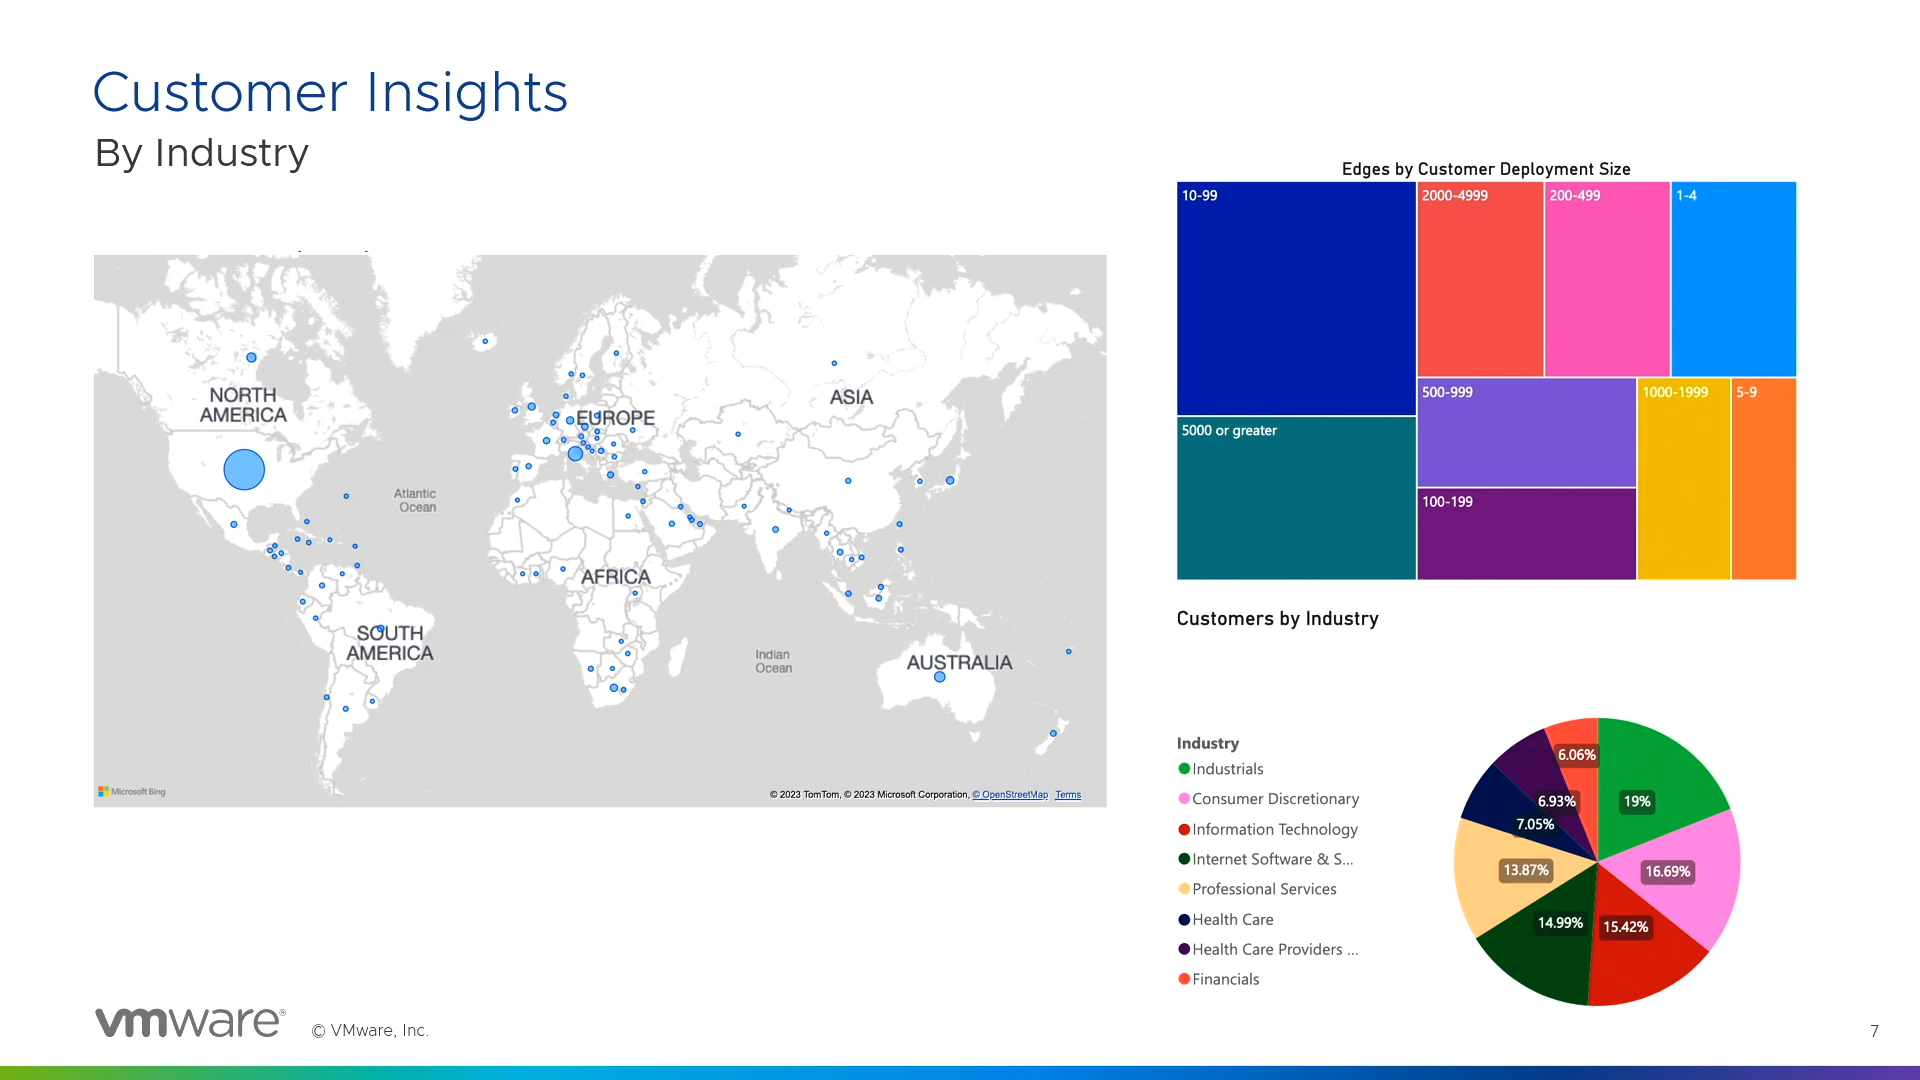 Customer Insights
By Industry
NORTH
AMERICA
EUROPE
ASIA
Atlantic
Ocean
AFRICA
SOUTH
AMERICA
Indian
Ocean
AUSTRALIA
Microsoft Bing
© 2023 TomTom, © 2023 Microsoft Corporation, © OpenStreetMap Terms
Edges by Customer Deployment Size
10-99
2000-4999
200-499
1-4
500-999
1000-1999
5-9
5000 or greater
100-199
Customers by Industry
Industry
Industrials
Consumer Discretionary
Information Technology
Internet Software & S...
Professional Services
Health Care
Health Care Providers ...
Financials
6.06%
19%
6.93%
7.05%
16.69%
13.87%
14.99%
15.42%
vmware®
© VMware, Inc.
7